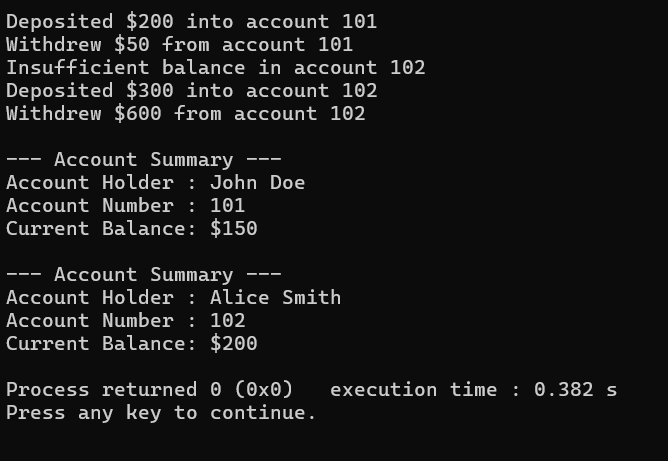 Deposited $200 into account 101
Withdrew $50 from account 101
Insufficient balance in account 102
Deposited $300 into account 102
Withdrew $600 from account 102
--- Account Summary ---
Account Holder : John Doe
Account Number : 101
Current Balance: $150
--- Account Summary ---
Account Holder : Alice Smith
Account Number : 102
Current Balance: $200
Process returned 0 (0x0)   execution time : 0.382 s
Press any key to continue.